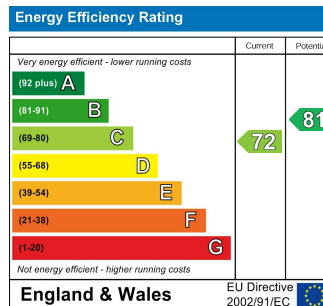 Energy Efficiency Rating
Current
Very energy efficient - lower running costs
(92 plus) A
(81-91) B
(69-80) C
(55-68) D
(39-54) E
(21-38) F
(1-20) G
72
81
Not energy efficient - higher running costs
England & Wales
EU Directive
2002/91/EC